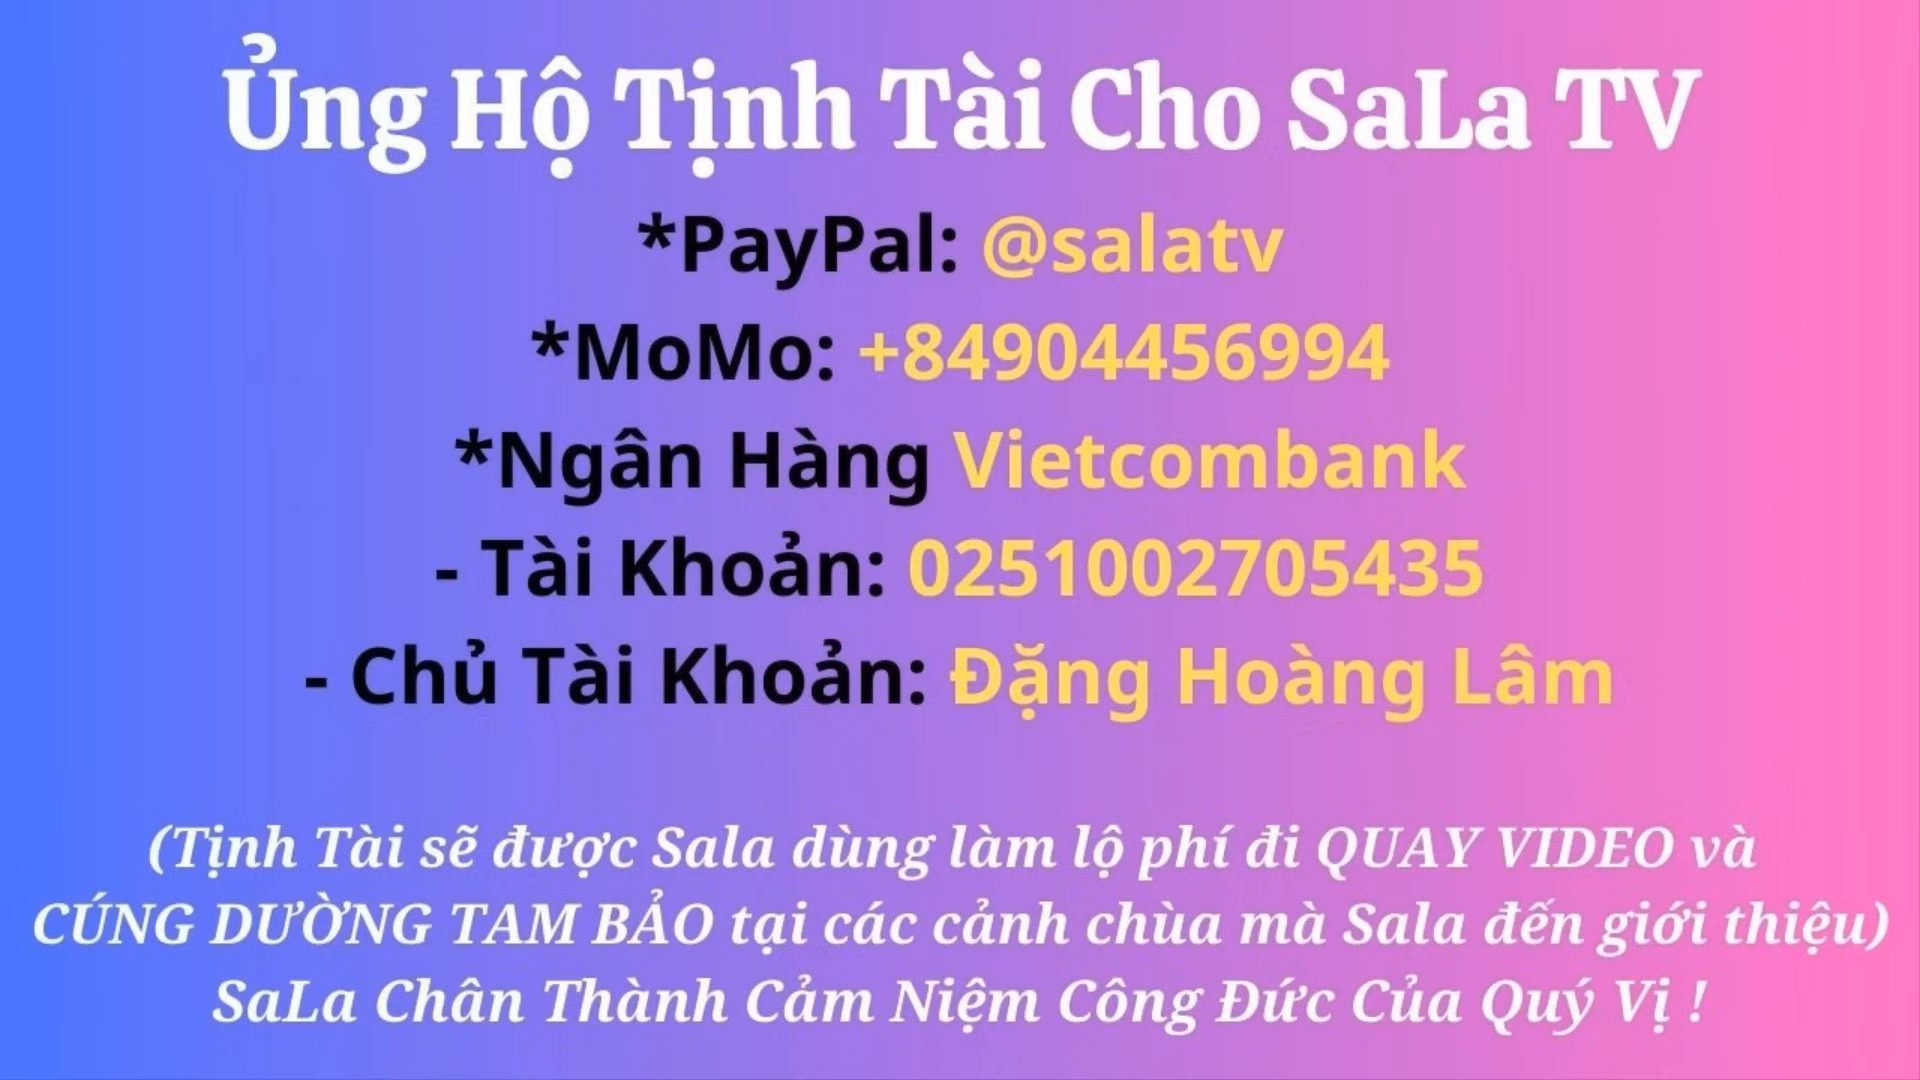 Ủng Hộ Tịnh Tài Cho SaLa TV
*PayPal: @salatv
*MoMo: +84904456994
*Ngân Hàng Vietcombank
- Tài Khoản: 0251002705435
- Chủ Tài Khoản: Đặng Hoàng Lâm
(Tịnh Tài sẽ được Sala dùng làm lộ phí đi QUAY VIDEO và
CÚNG DƯỜNG TAM BẢO tại các cảnh chùa mà Sala đến giới thiệu)
SaLa Chân Thành Cảm Niệm Công Đức Của Quý Vị !